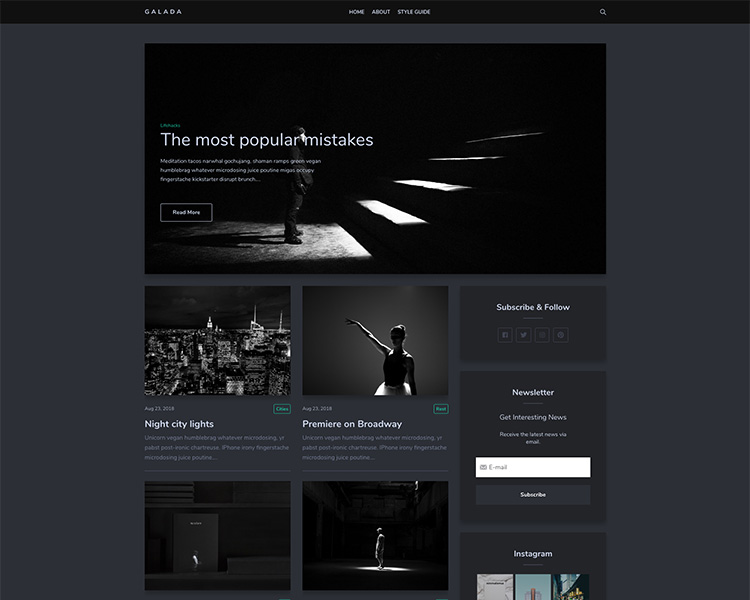 GALADA
HOME ABOUT STYLE GUIDE
Lifehacks
The most popular mistakes
Meditation tacos narwhal gochujang, shaman ramps green vegan
humblebrag whatever microdosing juice poutine migas occupy
fingerstache kickstarter disrupt brunch....
Read More
Aug 23, 2018 Cities
Night city lights
Unicorn vegan humblebrag whatever microdosing, yr
pabst post-ironic chartreuse. IPhone irony fingerstache
microdosing juice poutine....
Aug 23, 2018 Rest
Premiere on Broadway
Unicorn vegan humblebrag whatever microdosing, yr
pabst post-ironic chartreuse. IPhone irony fingerstache
microdosing juice poutine....
Subscribe & Follow
Newsletter
Get Interesting News
Receive the latest news via
email.
E-mail
Subscribe
Instagram